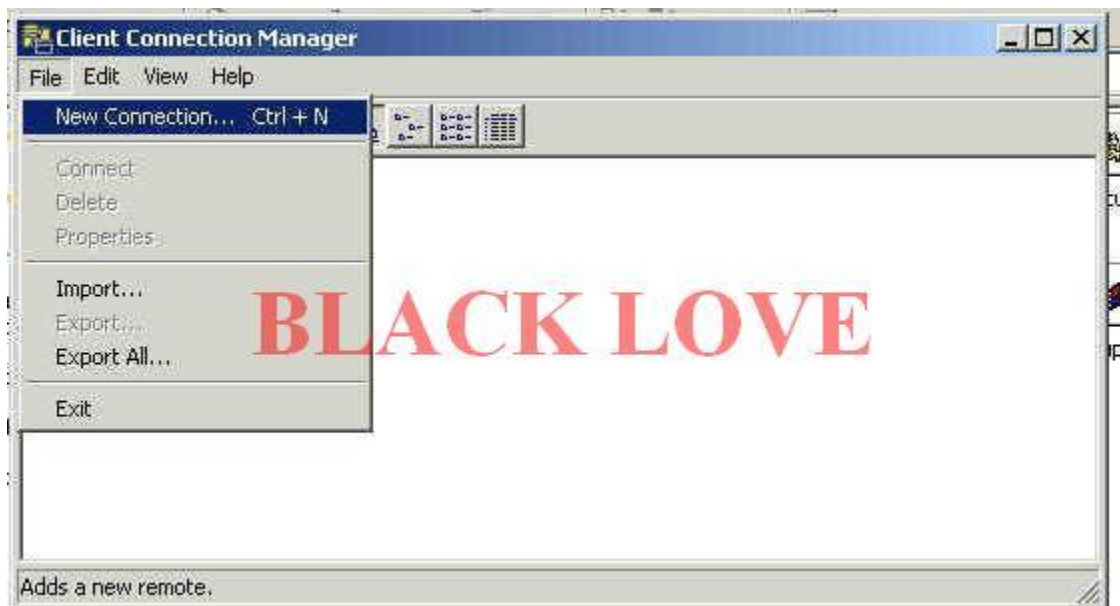 Client Connection Manager
File Edit View Help
New Connection... Ctrl + N
Connect
Delete
Properties
Import...
Export...
Export All...
Exit
BLACK LOVE
Adds a new remote.